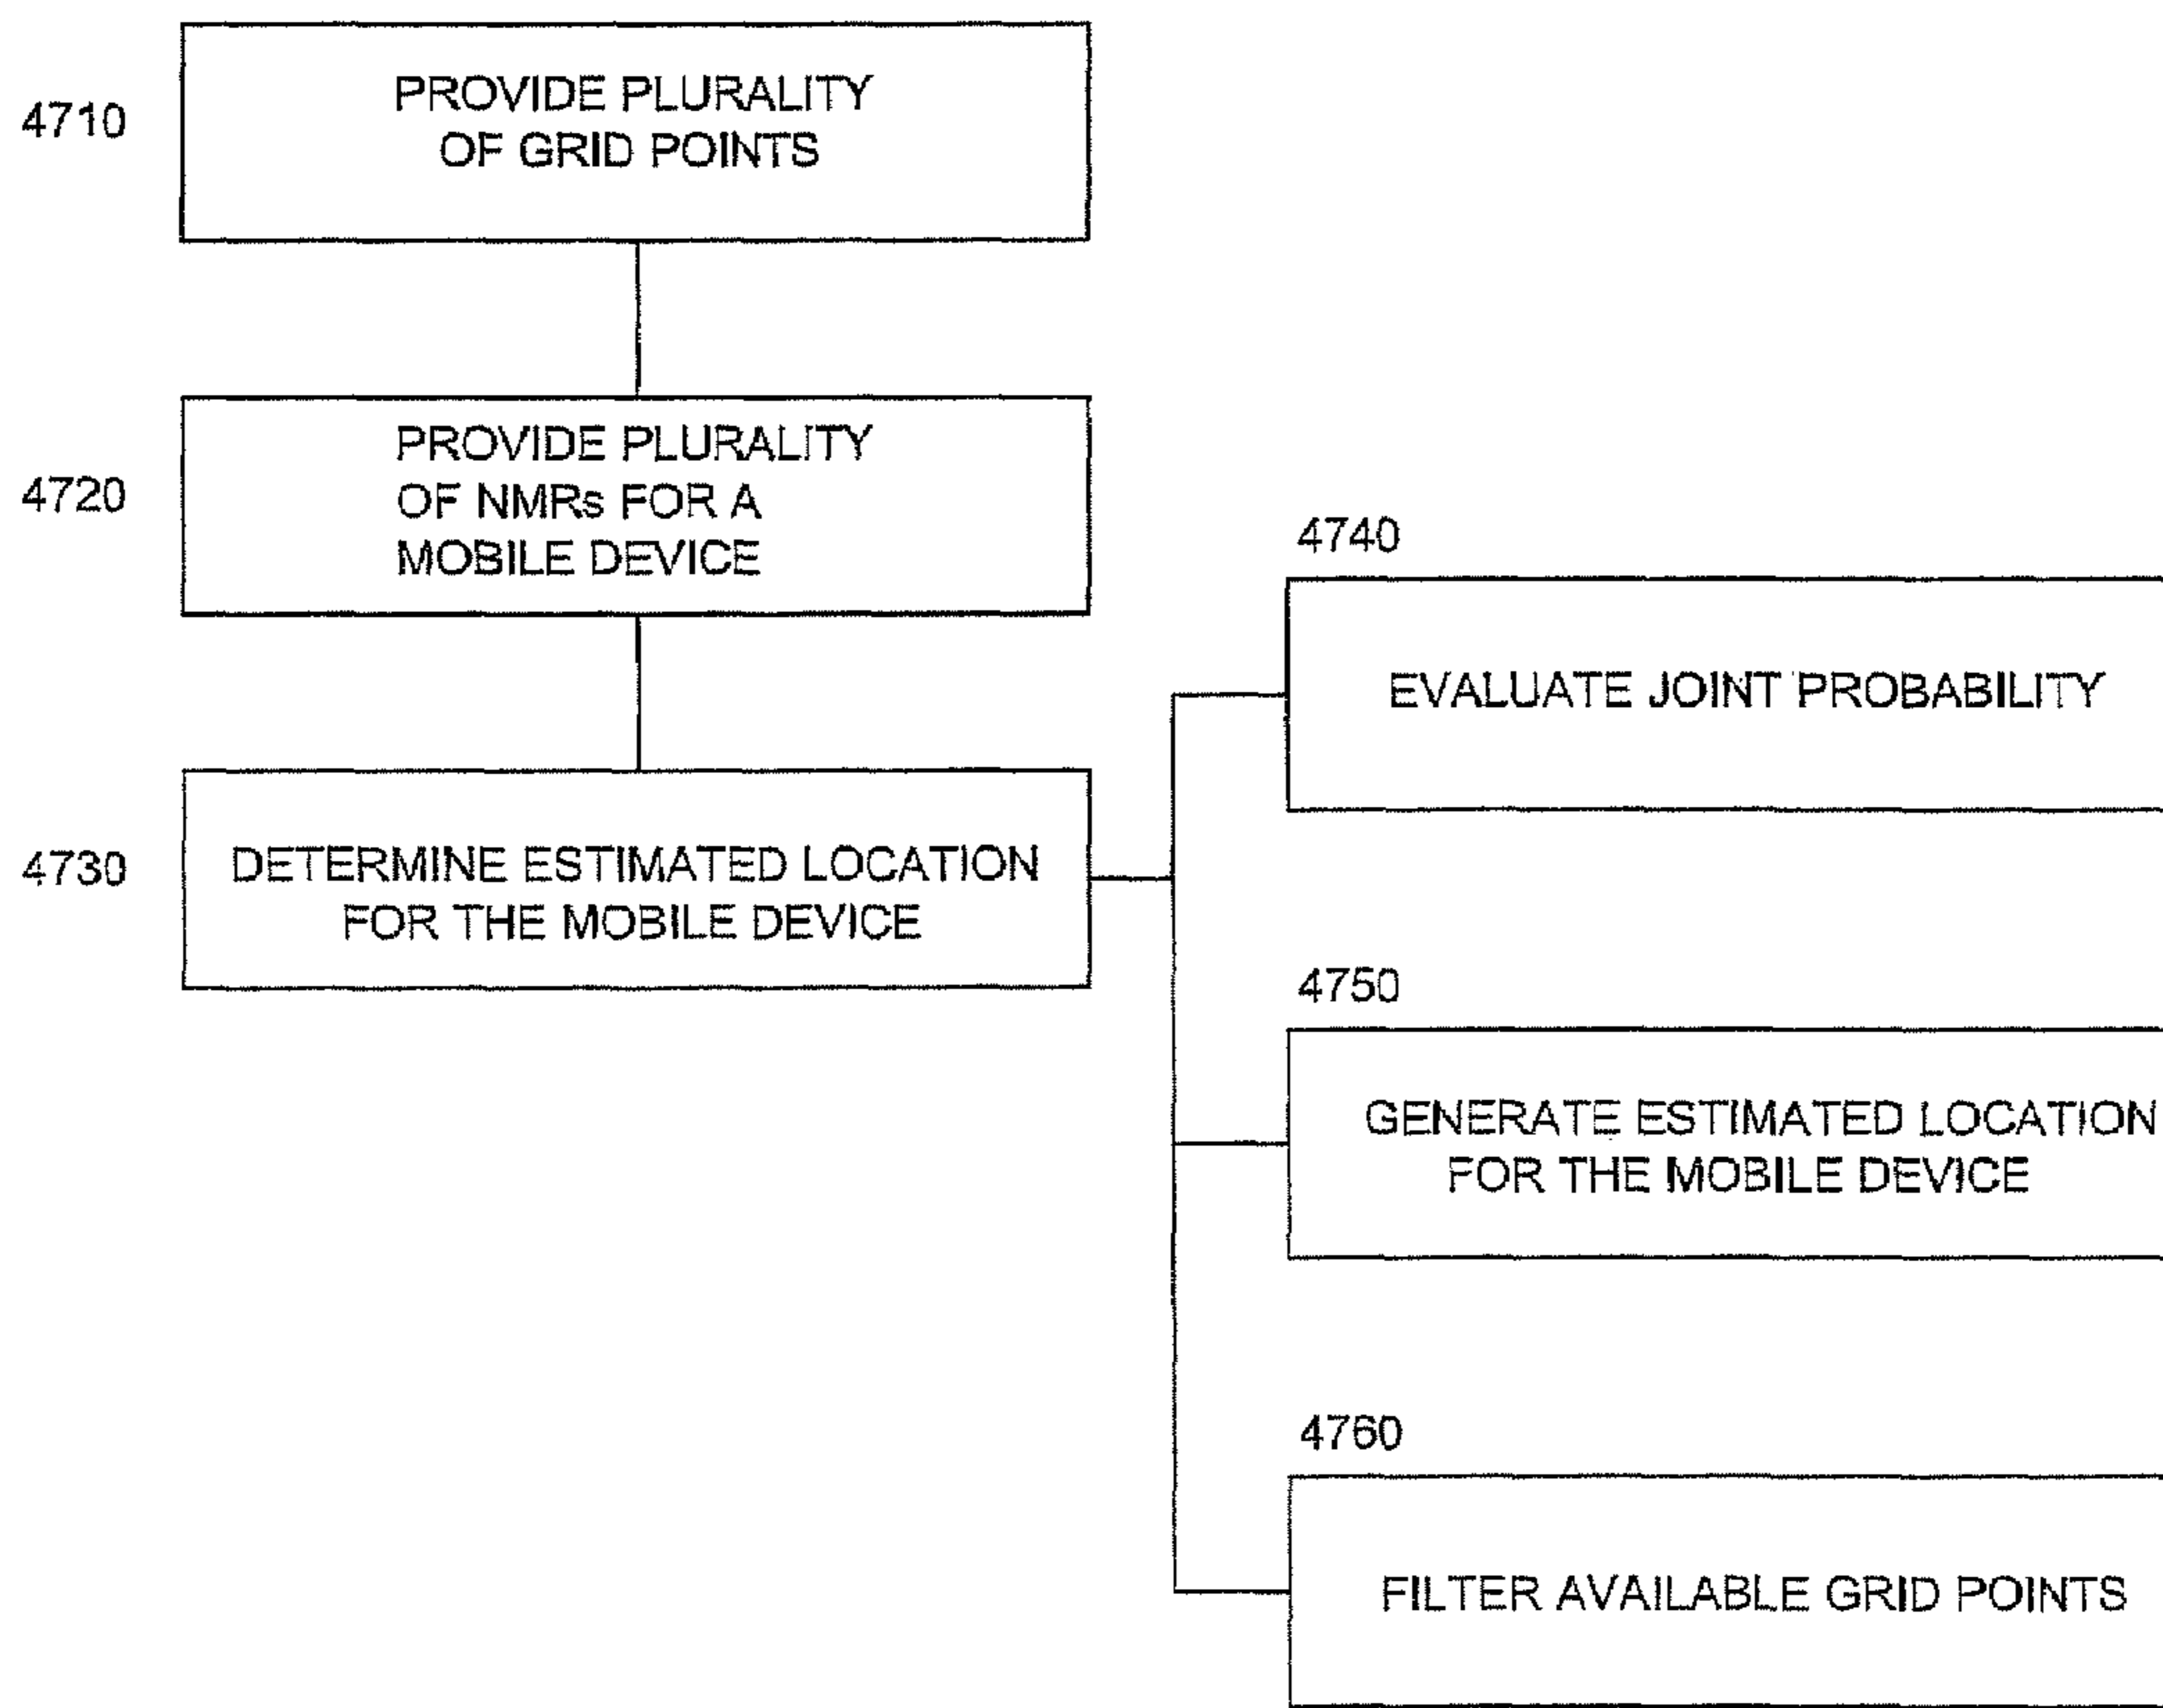 4710
PROVIDE PLURALITY
OF GRID POINTS
4720
PROVIDE PLURALITY
OF NMRs FOR A
MOBILE DEVICE
4730
DETERMINE ESTIMATED LOCATION
FOR THE MOBILE DEVICE
4740
EVALUATE JOINT PROBABILITY
4750
GENERATE ESTIMATED LOCATION
FOR THE MOBILE DEVICE
4760
FILTER AVAILABLE GRID POINTS